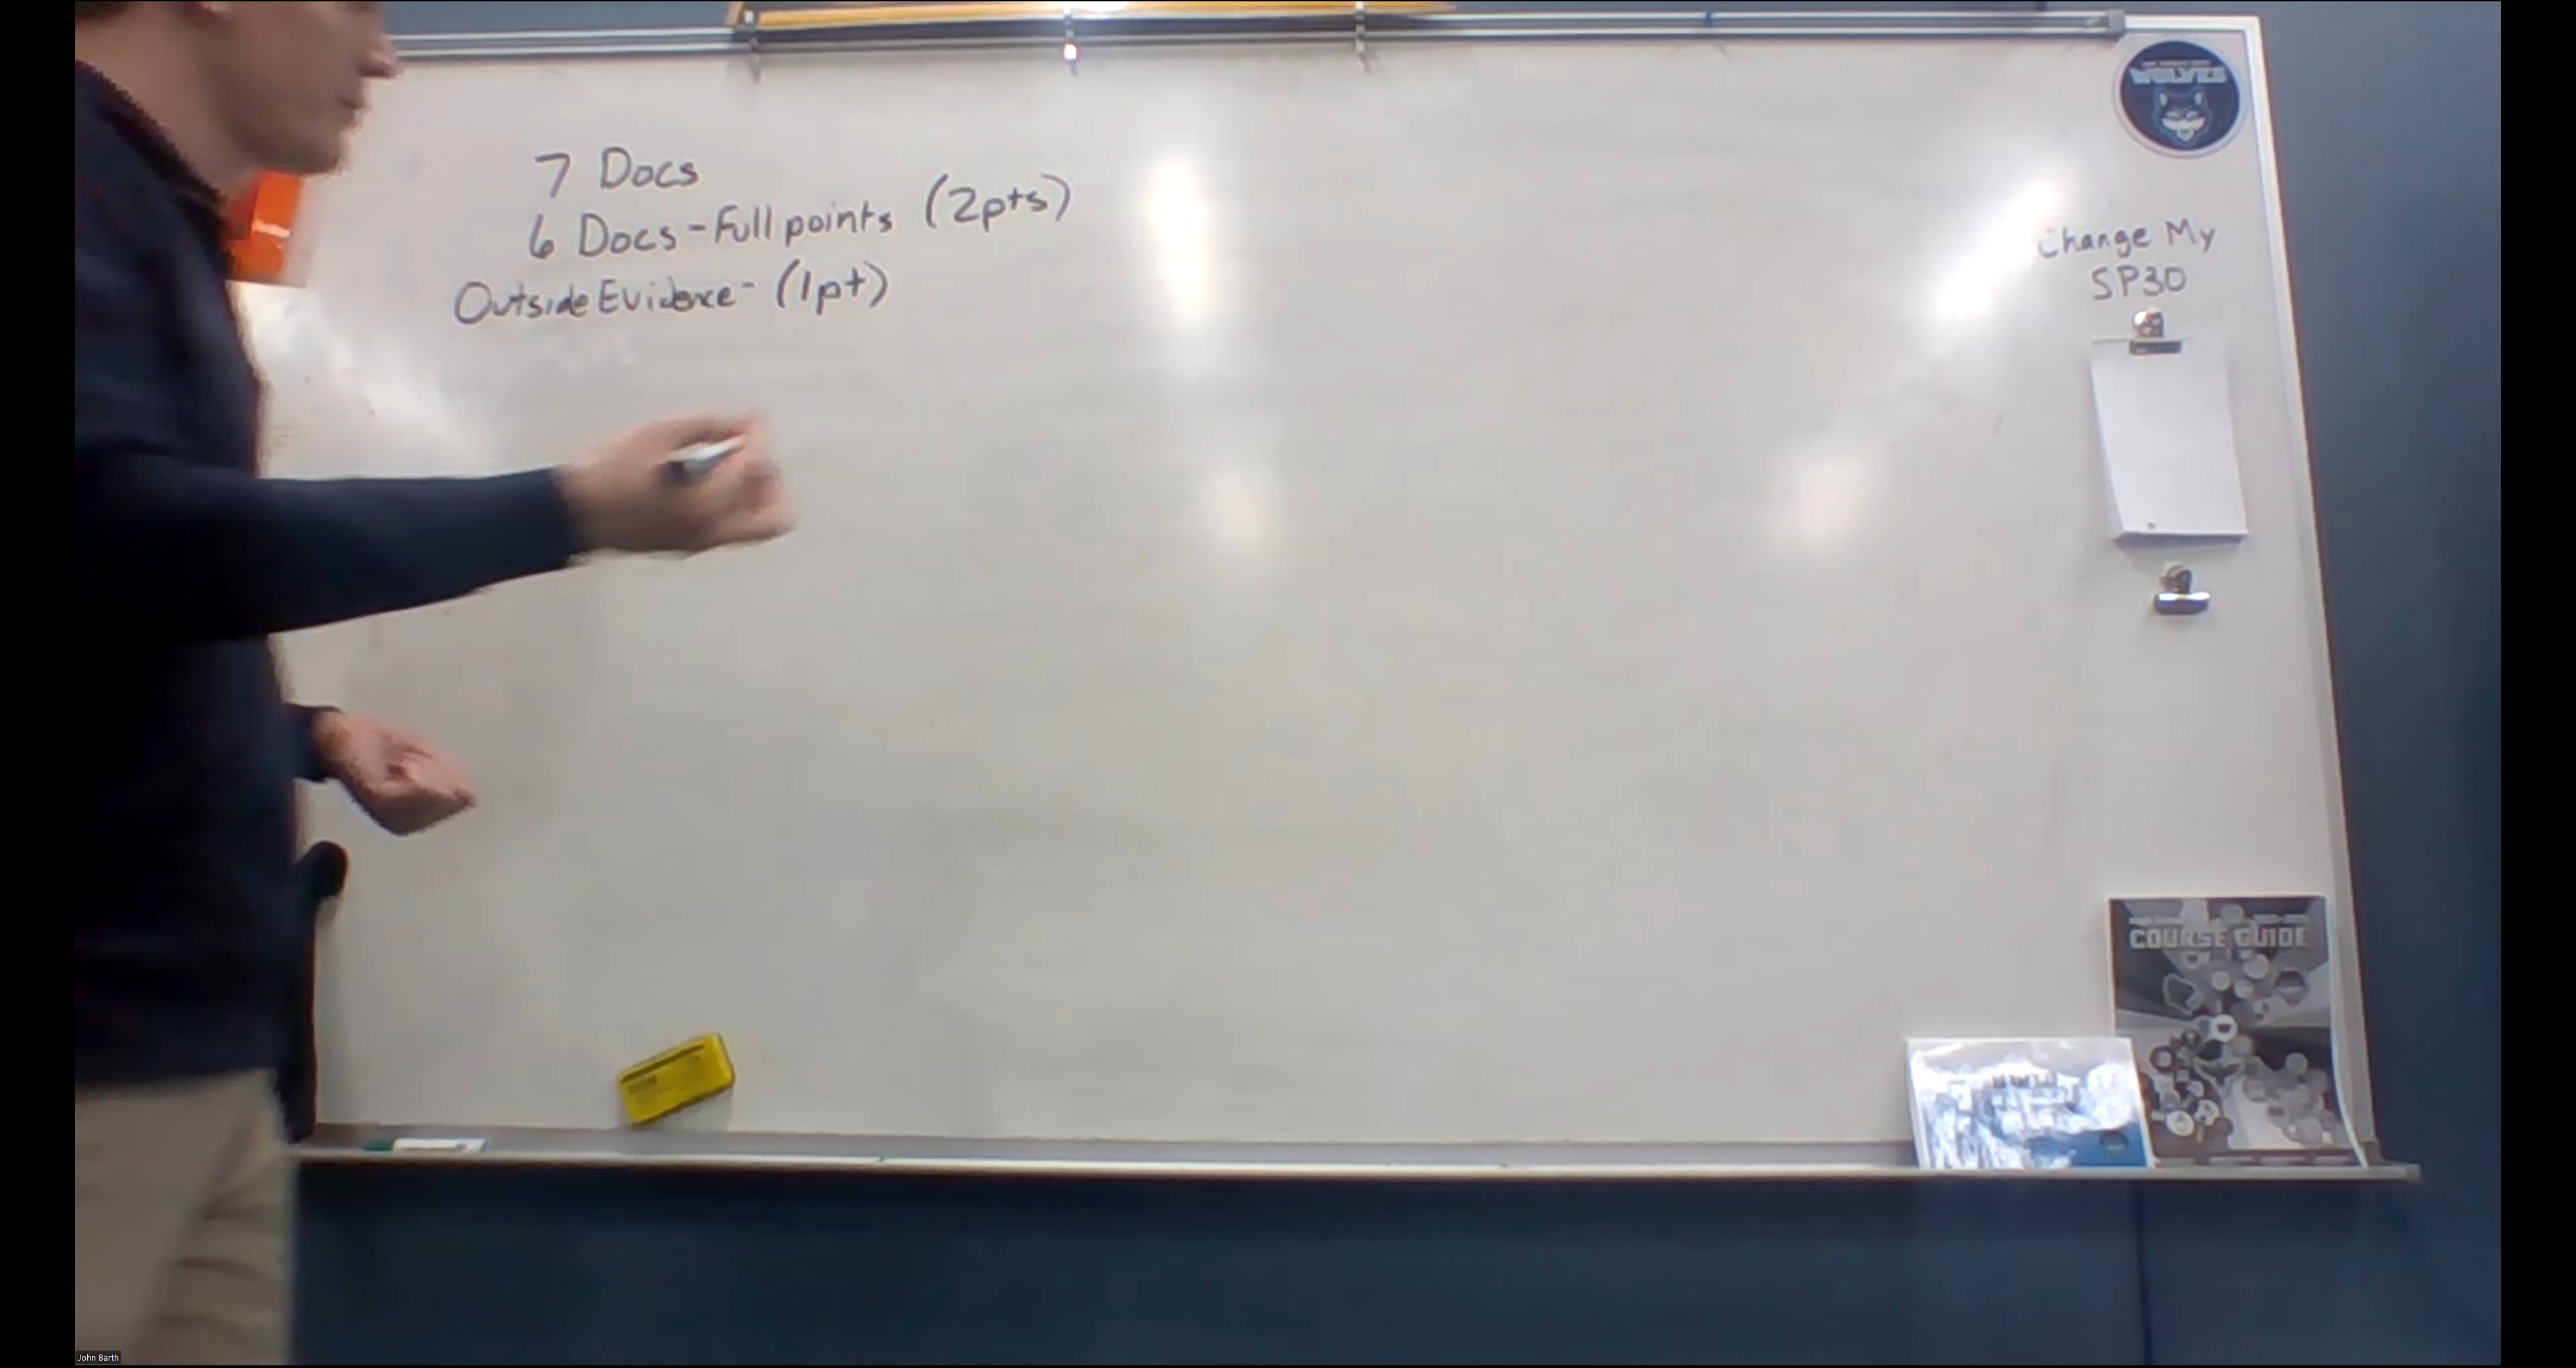 WOLVES
7 Docs
6 Docs - Full points (2pts)
Outside Evidence - (1pt)
Change My
SP30
COURSE GUIDE
John Barth